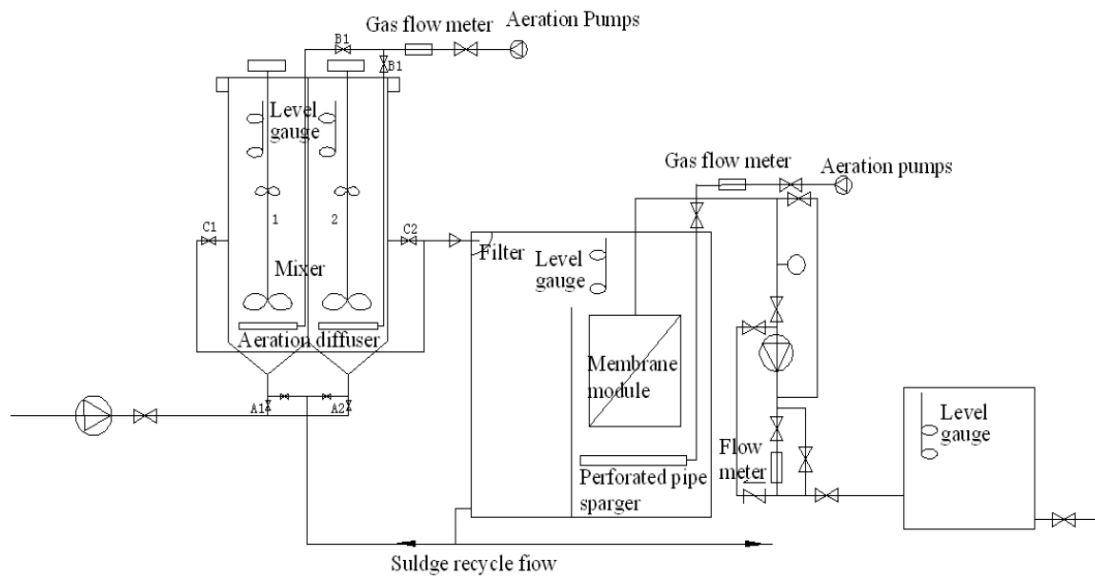 Aeration Pumps
Gas flow meter
B1
B1
Level
gauge
Gas flow meter
Aeration pumps
1
2
C1
C2
Filter
Level
gauge
Mixer
Aeration diffuser
Membrane
module
A1
A2
Level
gauge
Flow
meter
Perforated pipe
sparger
Suldge recycle fiow